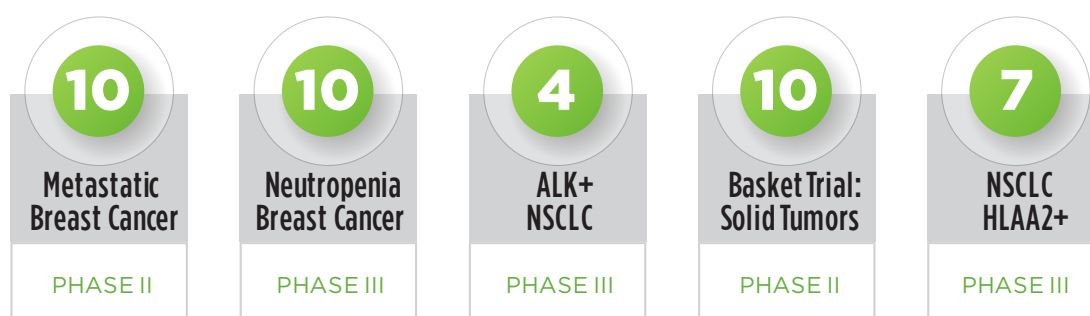 10
Metastatic
Breast Cancer
PHASE II
10
Neutropenia
Breast Cancer
PHASE III
4
ALK+
NSCLC
PHASE III
10
Basket Trial:
Solid Tumors
PHASE II
7
NSCLC
HLAA2+
PHASE III